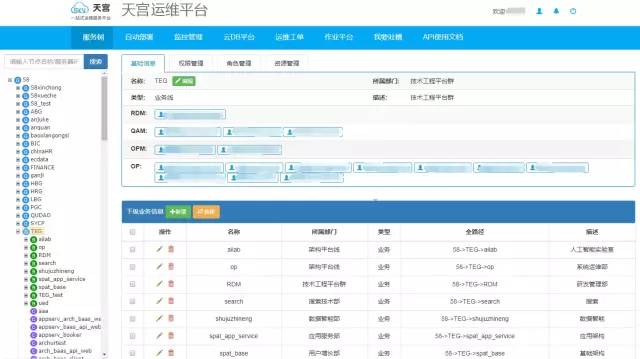 天宫
一站式运维服务平台
天宫运维平台
欢迎
服务树 自动部署 监控管理 云DB平台 运维工单 作业平台 我要吐槽 API使用文档
请输入节点名称/服务器IP 搜索
基础信息 权限管理 角色管理 资源管理
名称: TEG 编辑 所属部门: 技术工程平台群
类型: 业务线 描述: 技术工程平台群
RDM:
QAM:
OPM:
OP:
58
58xinchong
58xueche
58_test
ABG
anjuke
anquan
baoxianpengsi
BIC
chinaHR
ecdata
FINANCE
ganji
HBG
HRG
LBG
PGC
QUDAO
SYCP
TEG
ailab
op
RDM
search
shujuzhineng
spat_app_service
spat_base
TEG_test
ued
aaa
appserv_arch_baas_web
appserv_baas_api_web
appserv_booker
archurtest
arch_baas_api_web
下级业务信息 新增
操作 名称 所属部门 类型 全路径 描述
ailab 架构平台线 业务 58->TEG->ailab 人工智能实验室
op 架构平台线 业务 58->TEG->op 系统运维部
RDM 技术工程平台群 业务 58->TEG->RDM 研发管理部
search 搜索技术部 业务 58->TEG->search 搜索
shujuzhineng 数据智能部 业务 58->TEG->shujuzhineng 数据智能
spat_app_service 应用服务部 业务 58->TEG->spat_app_service 应用架构
spat_base 用户增长部 业务 58->TEG->spat_base 基础架构